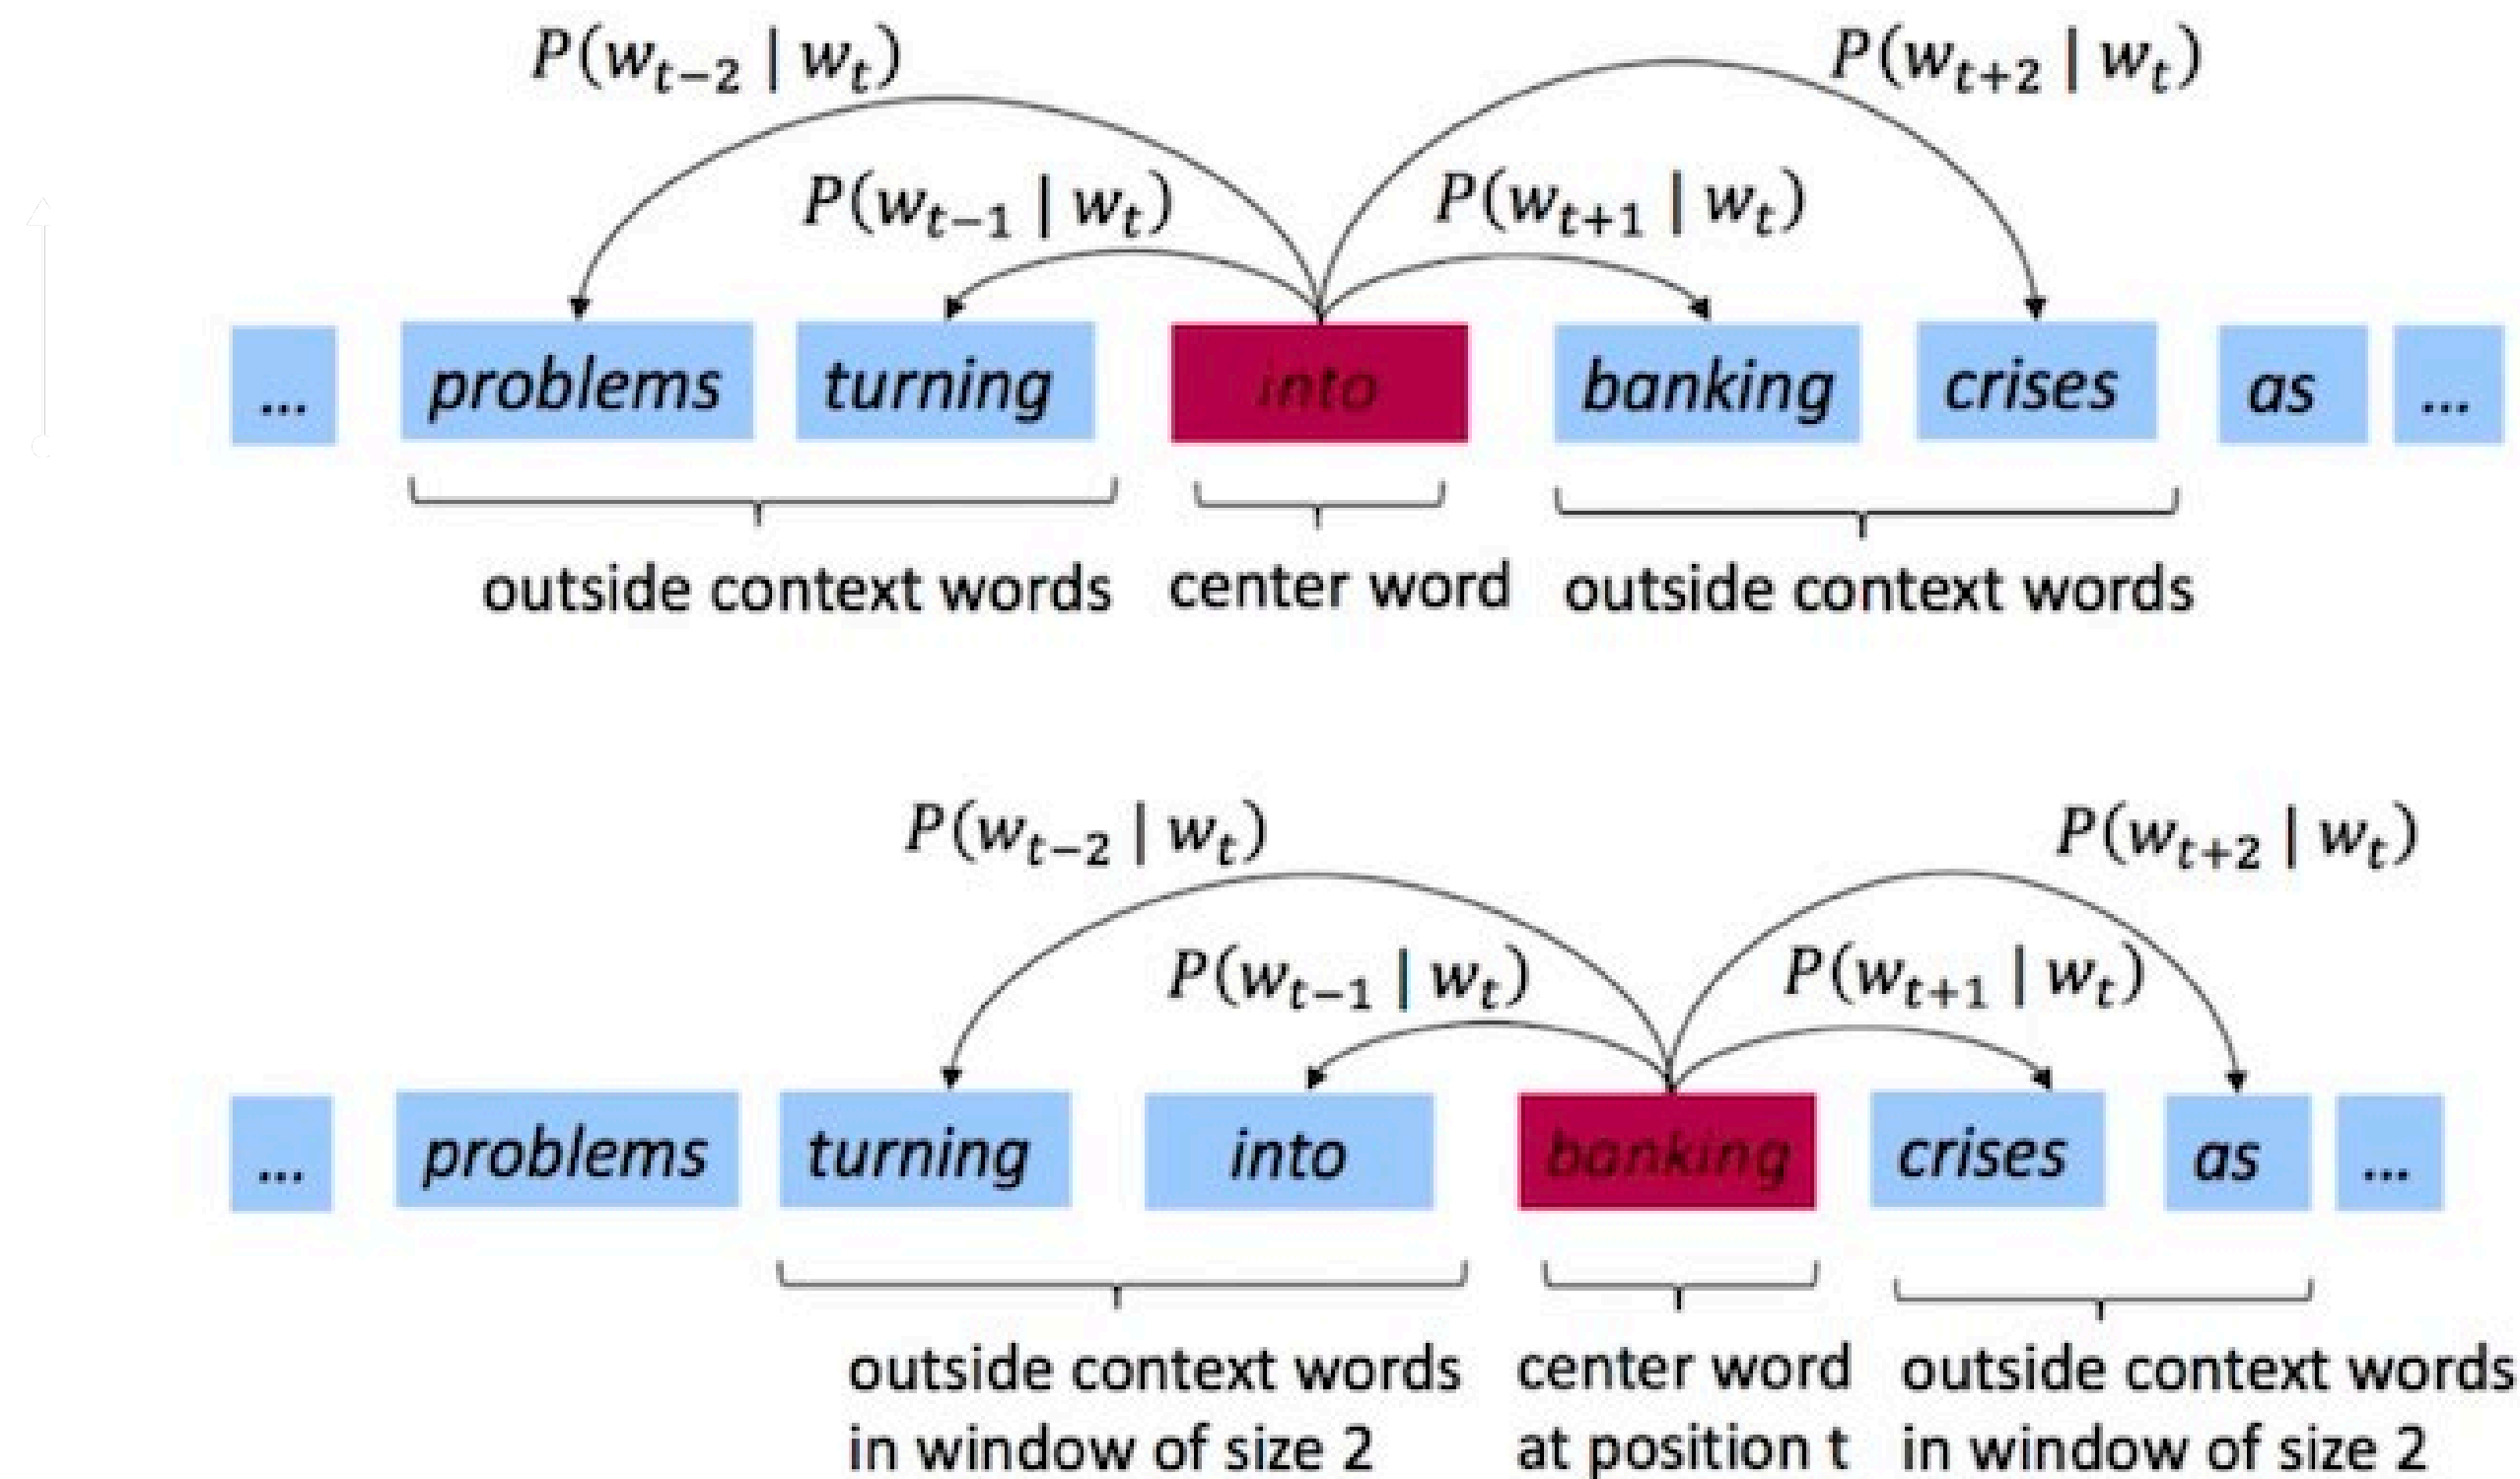 P(w_{t−2} | w_t) P(w_{t+2} | w_t)
P(w_{t−1} | w_t) P(w_{t+1} | w_t)
... problems turning into banking crises as ...
outside context words center word outside context words
P(w_{t−2} | w_t) P(w_{t+2} | w_t)
P(w_{t−1} | w_t) P(w_{t+1} | w_t)
... problems turning into banking crises as ...
outside context words center word outside context words
in window of size 2 at position t in window of size 2